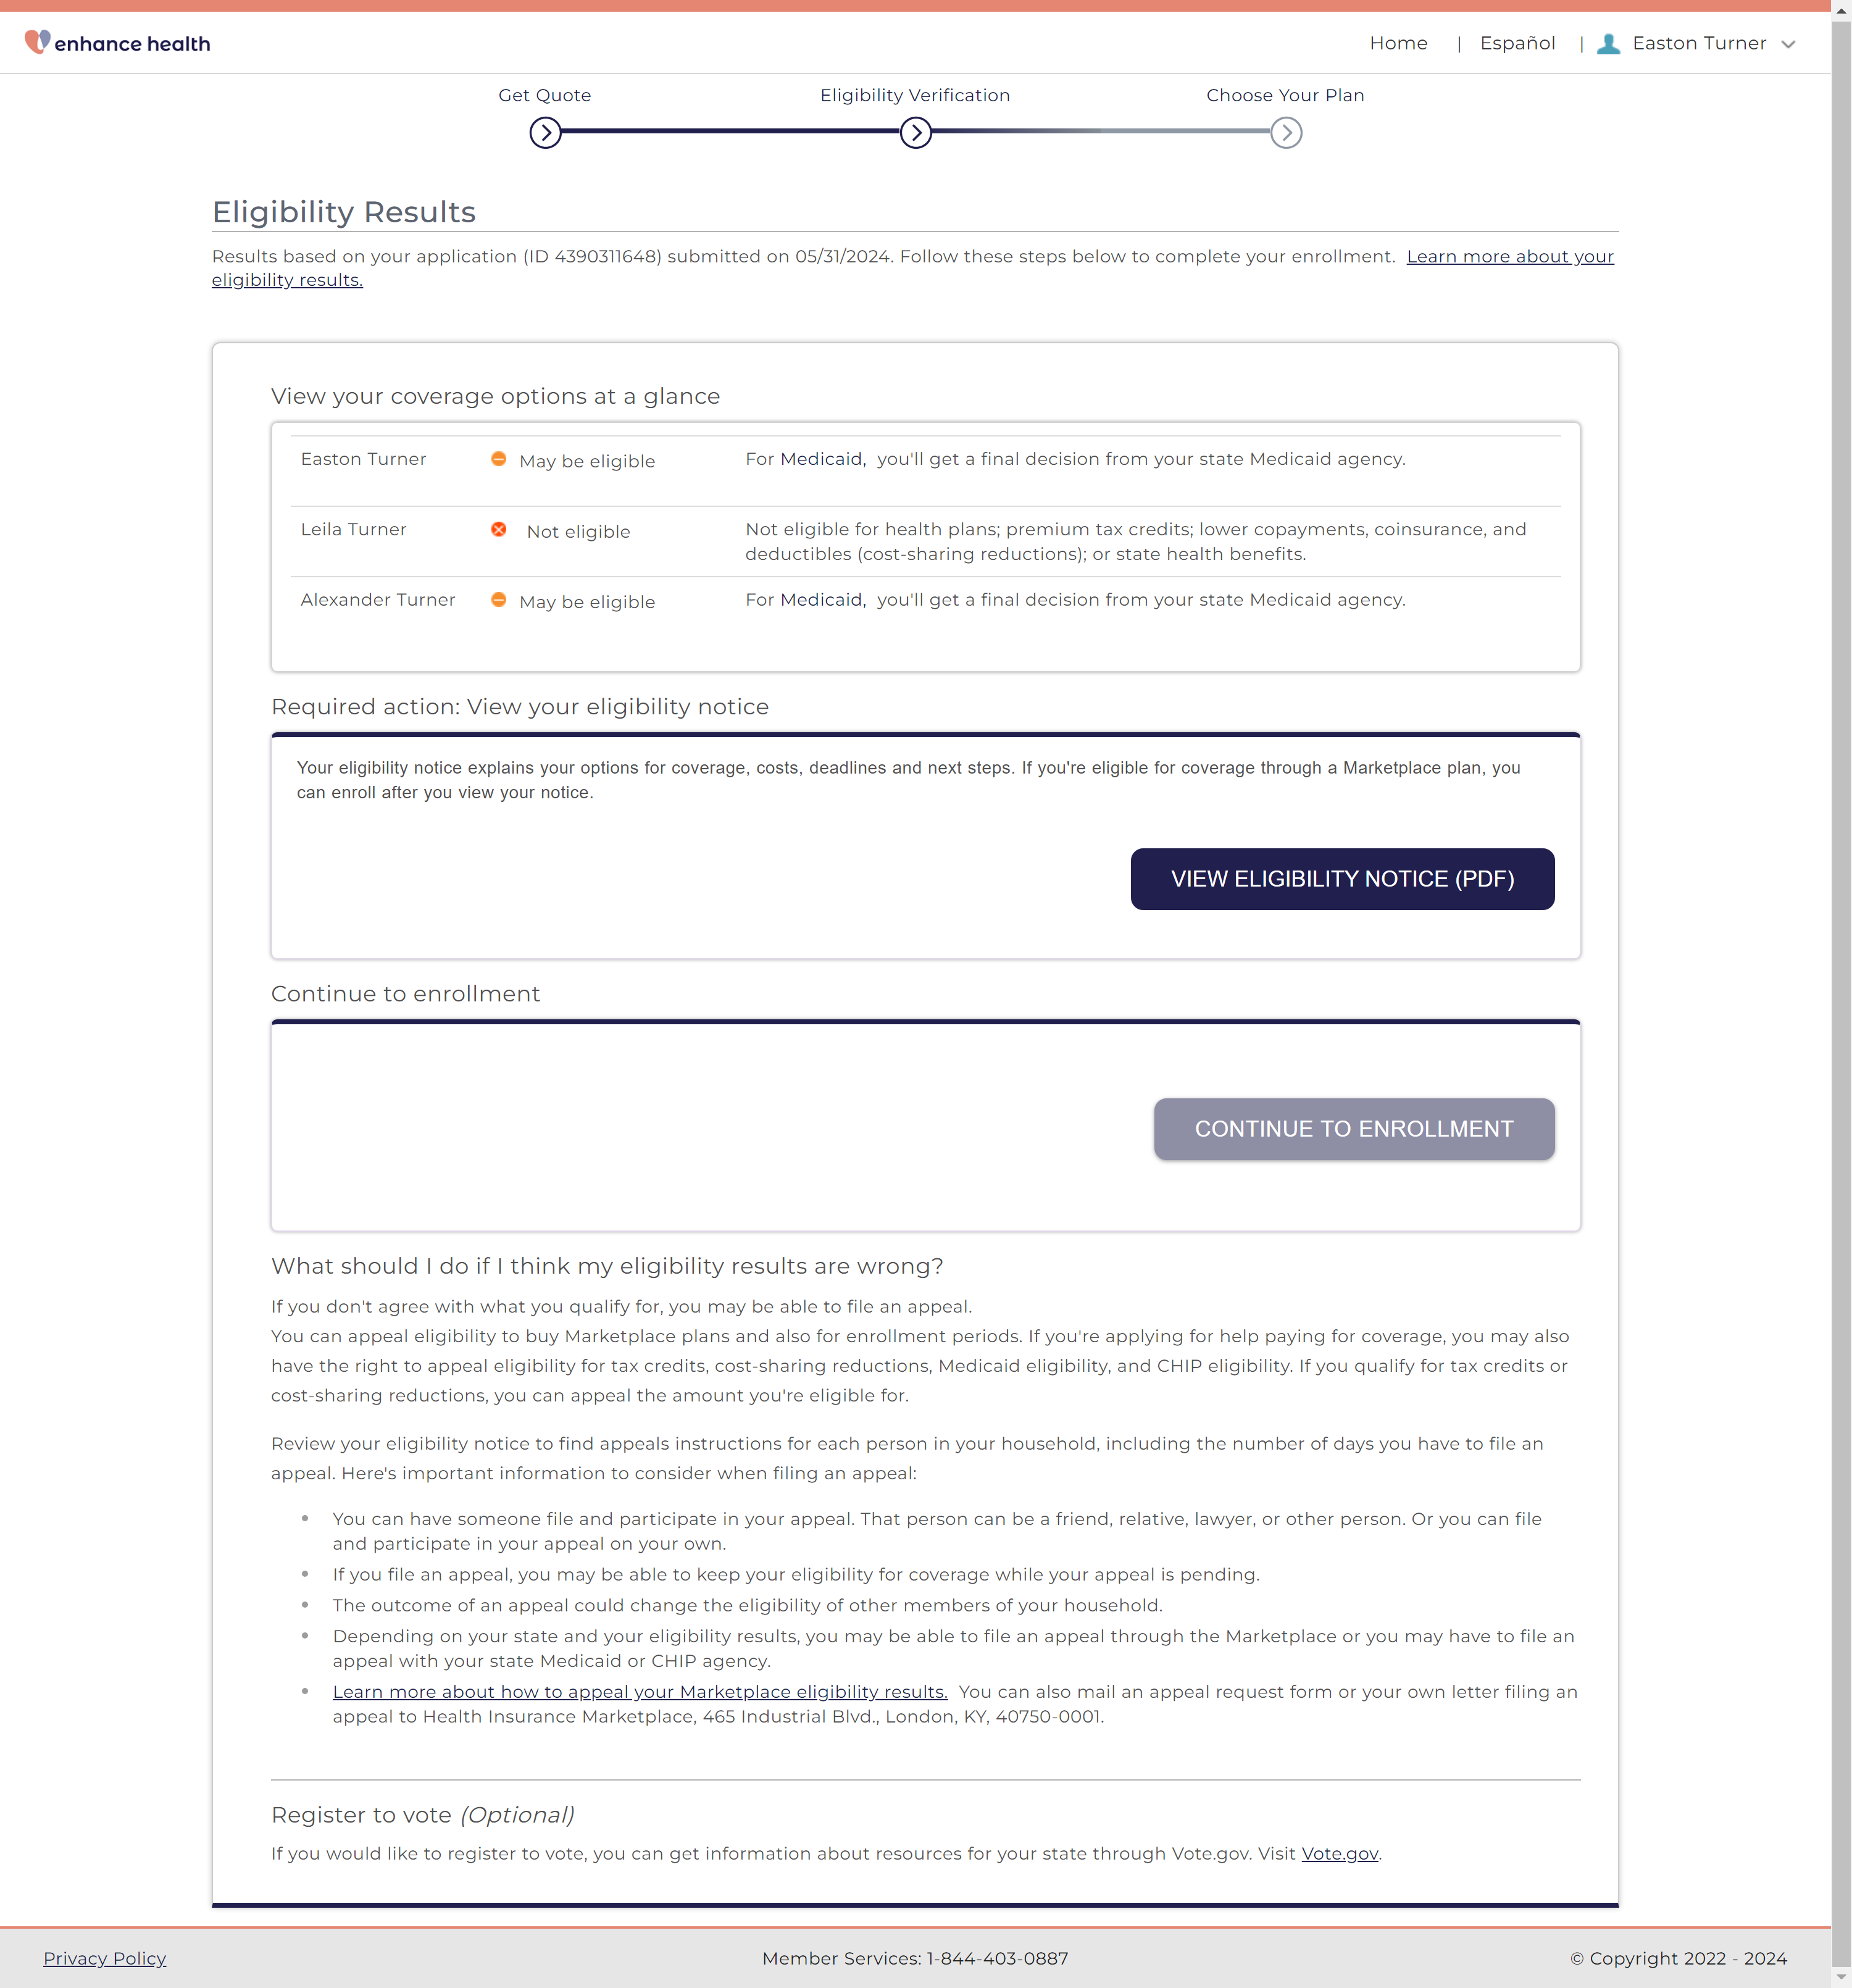 enhance health
Home | Español | Easton Turner
Get Quote Eligibility Verification Choose Your Plan
Eligibility Results
Results based on your application (ID 4390311648) submitted on 05/31/2024. Follow these steps below to complete your enrollment. Learn more about your
eligibility results.
View your coverage options at a glance
Easton Turner May be eligible For Medicaid, you'll get a final decision from your state Medicaid agency.
Leila Turner Not eligible Not eligible for health plans; premium tax credits; lower copayments, coinsurance, and
deductibles (cost-sharing reductions); or state health benefits.
Alexander Turner May be eligible For Medicaid, you'll get a final decision from your state Medicaid agency.
Required action: View your eligibility notice
Your eligibility notice explains your options for coverage, costs, deadlines and next steps. If you're eligible for coverage through a Marketplace plan, you
can enroll after you view your notice.
VIEW ELIGIBILITY NOTICE (PDF)
Continue to enrollment
CONTINUE TO ENROLLMENT
What should I do if I think my eligibility results are wrong?
If you don't agree with what you qualify for, you may be able to file an appeal.
You can appeal eligibility to buy Marketplace plans and also for enrollment periods. If you're applying for help paying for coverage, you may also
have the right to appeal eligibility for tax credits, cost-sharing reductions, Medicaid eligibility, and CHIP eligibility. If you qualify for tax credits or
cost-sharing reductions, you can appeal the amount you're eligible for.
Review your eligibility notice to find appeals instructions for each person in your household, including the number of days you have to file an
appeal. Here's important information to consider when filing an appeal:
• You can have someone file and participate in your appeal. That person can be a friend, relative, lawyer, or other person. Or you can file
and participate in your appeal on your own.
• If you file an appeal, you may be able to keep your eligibility for coverage while your appeal is pending.
• The outcome of an appeal could change the eligibility of other members of your household.
• Depending on your state and your eligibility results, you may be able to file an appeal through the Marketplace or you may have to file an
appeal with your state Medicaid or CHIP agency.
• Learn more about how to appeal your Marketplace eligibility results. You can also mail an appeal request form or your own letter filing an
appeal to Health Insurance Marketplace, 465 Industrial Blvd., London, KY, 40750-0001.
Register to vote (Optional)
If you would like to register to vote, you can get information about resources for your state through Vote.gov. Visit Vote.gov.
Privacy Policy Member Services: 1-844-403-0887 © Copyright 2022 - 2024